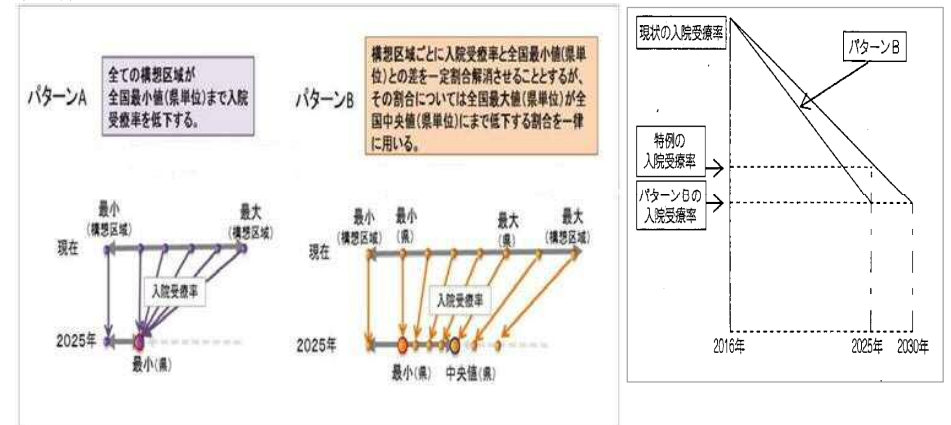 パターンA
全ての構想区域が
全国最小値(県単位)まで入院
受療率を低下する。
最小
(構想区域)
最大
(構想区域)
現在
入院受療率
2025年
最小(県)
パターンB
構想区域ごとに入院受療率と全国最小値(県単
位)との差を一定割合解消させることとするが、
その割合については全国最大値(県単位)が全
国中央値(県単位)にまで低下する割合を一律
に用いる。
最小
(構想区域)
最小
(県)
最大
(県)
最大
(構想区域)
現在
入院受療率
2025年
最小(県)
中央値(県)
現状の入院受療率
パターンB
特例の
入院受療率
パターンBの
入院受療率
2016年
2025年
2030年